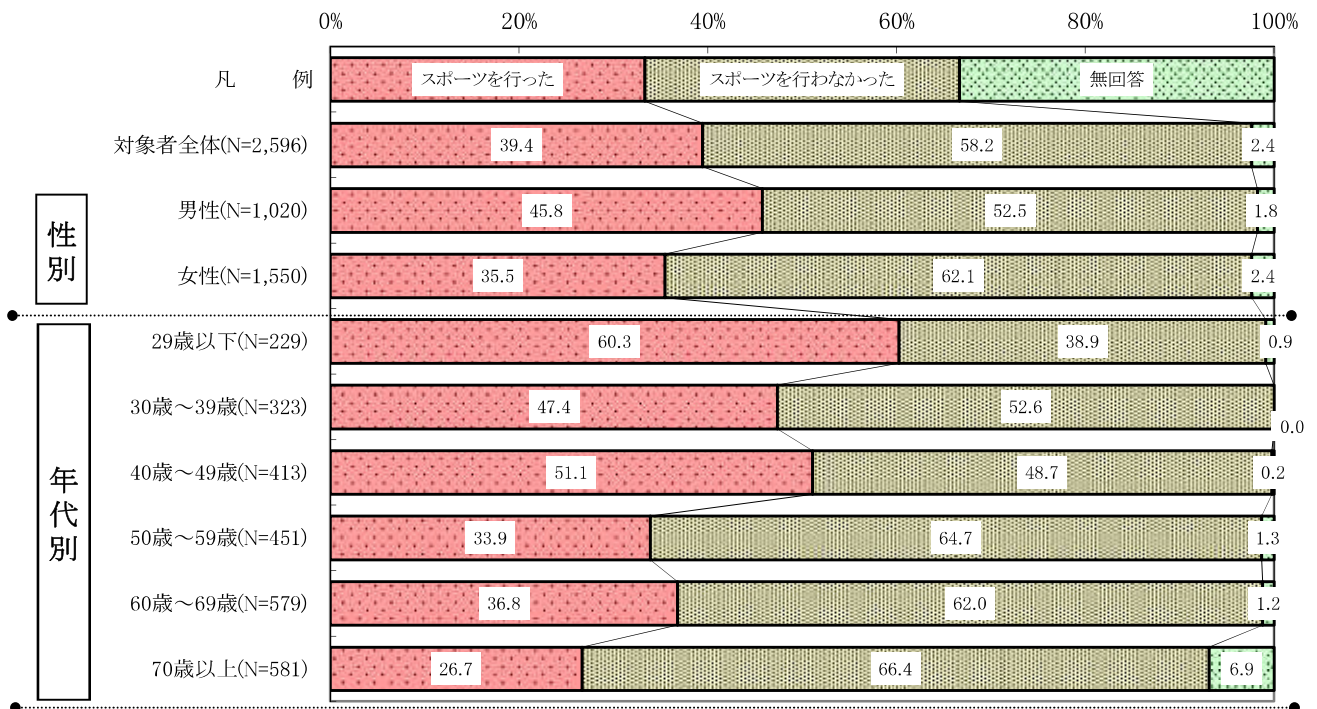 0% 20% 40% 60% 80% 100%
凡 例 スポーツを行った スポーツを行わなかった 無回答
対象者全体(N=2,596) 39.4 58.2 2.4
性別
男性(N=1,020) 45.8 52.5 1.8
女性(N=1,550) 35.5 62.1 2.4
年代別
29歳以下(N=229) 60.3 38.9 0.9
30歳～39歳(N=323) 47.4 52.6 0.0
40歳～49歳(N=413) 51.1 48.7 0.2
50歳～59歳(N=451) 33.9 64.7 1.3
60歳～69歳(N=579) 36.8 62.0 1.2
70歳以上(N=581) 26.7 66.4 6.9